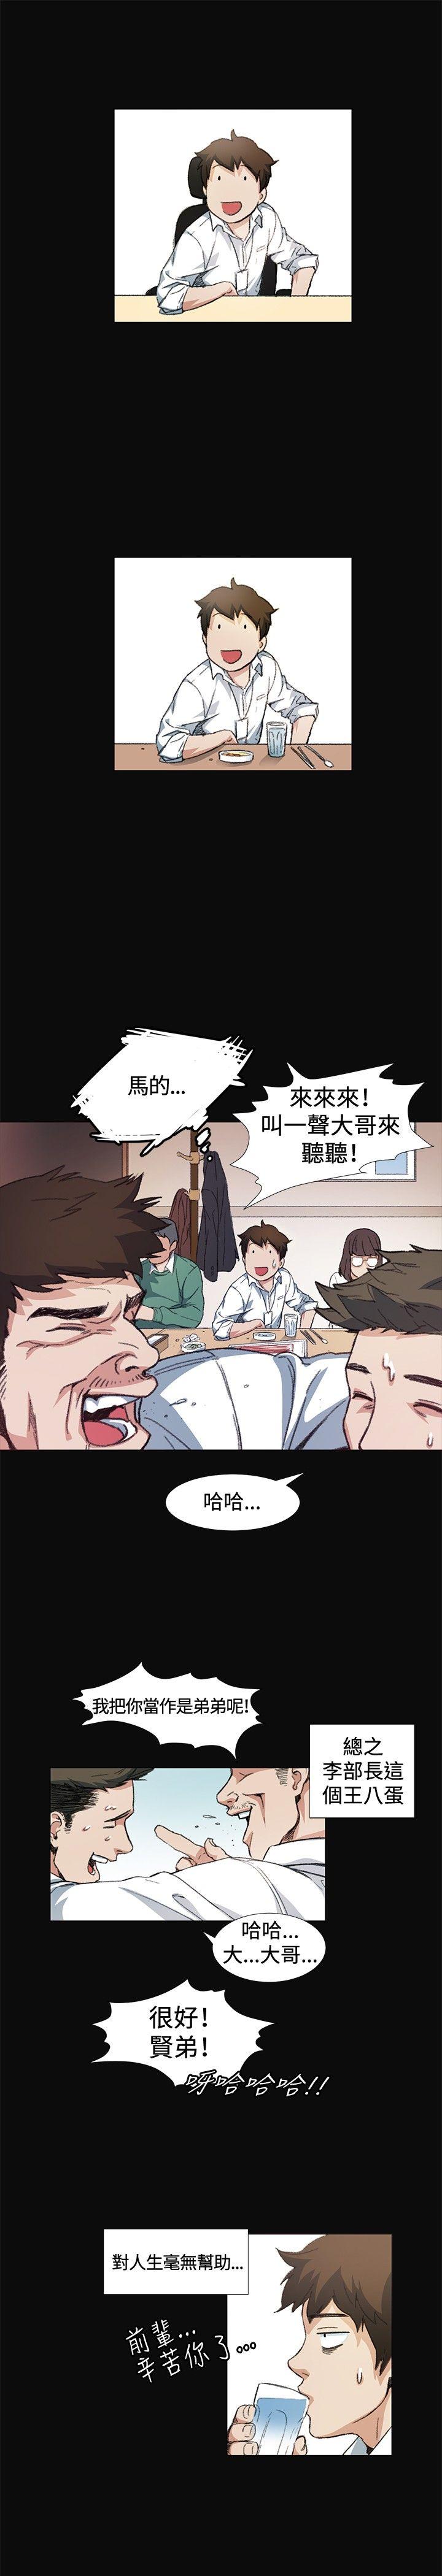 馬的...
來來來！
叫一聲大哥來
聽聽！
哈哈...
我把你當作是弟弟呢！
總之
李部長這
個王八蛋
哈哈...
大...大哥...
很好！
賢弟！
呀哈哈哈!!
對人生毫無幫助...
前輩...
辛苦你了...